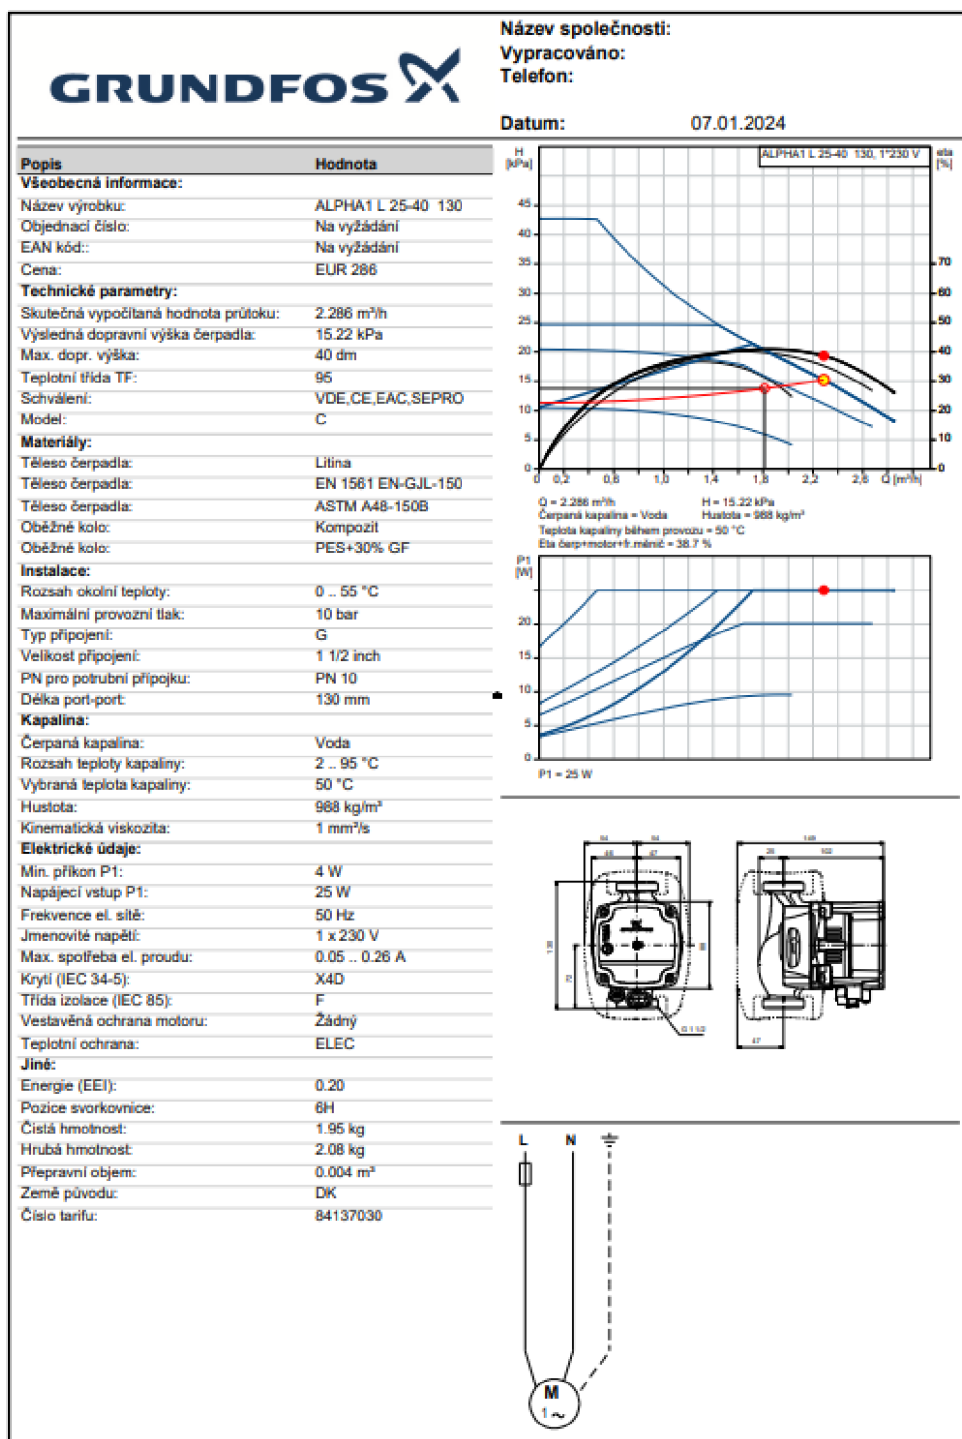 GRUNDFOS
Název společnosti:
Vypracováno:
Telefon:
Datum: 07.01.2024
Popis Hodnota
Všeobecná informace:
Název výrobku: ALPHA1 L 25-40 130
Objednací číslo: Na vyžádání
EAN kód:: Na vyžádání
Cena: EUR 286
Technické parametry:
Skutečná vypočítaná hodnota průtoku: 2.286 m³/h
Výsledná dopravní výška čerpadla: 15.22 kPa
Max. dopr. výška: 40 dm
Teplotní třída TF: 95
Schválení: VDE,CE,EAC,SEPRO
Model: C
Materiály:
Těleso čerpadla: Litina
Těleso čerpadla: EN 1561 EN-GJL-150
Těleso čerpadla: ASTM A48-150B
Oběžné kolo: Kompozit
Oběžné kolo: PES+30% GF
Instalace:
Rozsah okolní teploty: 0 .. 55 °C
Maximální provozní tlak: 10 bar
Typ připojení: G
Velikost připojení: 1 1/2 inch
PN pro potrubní přípojku: PN 10
Délka port-port: 130 mm
Kapalina:
Čerpaná kapalina: Voda
Rozsah teploty kapaliny: 2 .. 95 °C
Vybraná teplota kapaliny: 50 °C
Hustota: 988 kg/m³
Kinematická viskozita: 1 mm²/s
Elektrické údaje:
Min. příkon P1: 4 W
Napájecí vstup P1: 25 W
Frekvence el. sítě: 50 Hz
Jmenovité napětí: 1 x 230 V
Max. spotřeba el. proudu: 0.05 .. 0.26 A
Krytí (IEC 34-5): X4D
Třída izolace (IEC 85): F
Vestavěná ochrana motoru: Žádný
Teplotní ochrana: ELEC
Jiné:
Energie (EEI): 0.20
Pozice svorkovnice: 6H
Čistá hmotnost: 1.95 kg
Hrubá hmotnost: 2.08 kg
Přepravní objem: 0.004 m³
Země původu: DK
Číslo tarifu: 84137030
H
[kPa]
ALPHA1 L 25-40 130, 1*230 V
eta
[%]
45
40
35 70
30 60
25 50
20 40
15 30
10 20
5 10
0 0
0 0,2 0,6 1,0 1,4 1,8 2,2 2,6 Q [m³/h]
Q = 2.286 m³/h H = 15.22 kPa
Čerpaná kapalina = Voda Hustota = 988 kg/m³
Teplota kapaliny během provozu = 50 °C
Eta čerp+motor+fr.měnič = 38.7 %
P1
[W]
20
15
10
5
0
P1 = 25 W
54 54
46 47
130
72
G 1 1/2
149
25 102
47
L N
M
1 ~